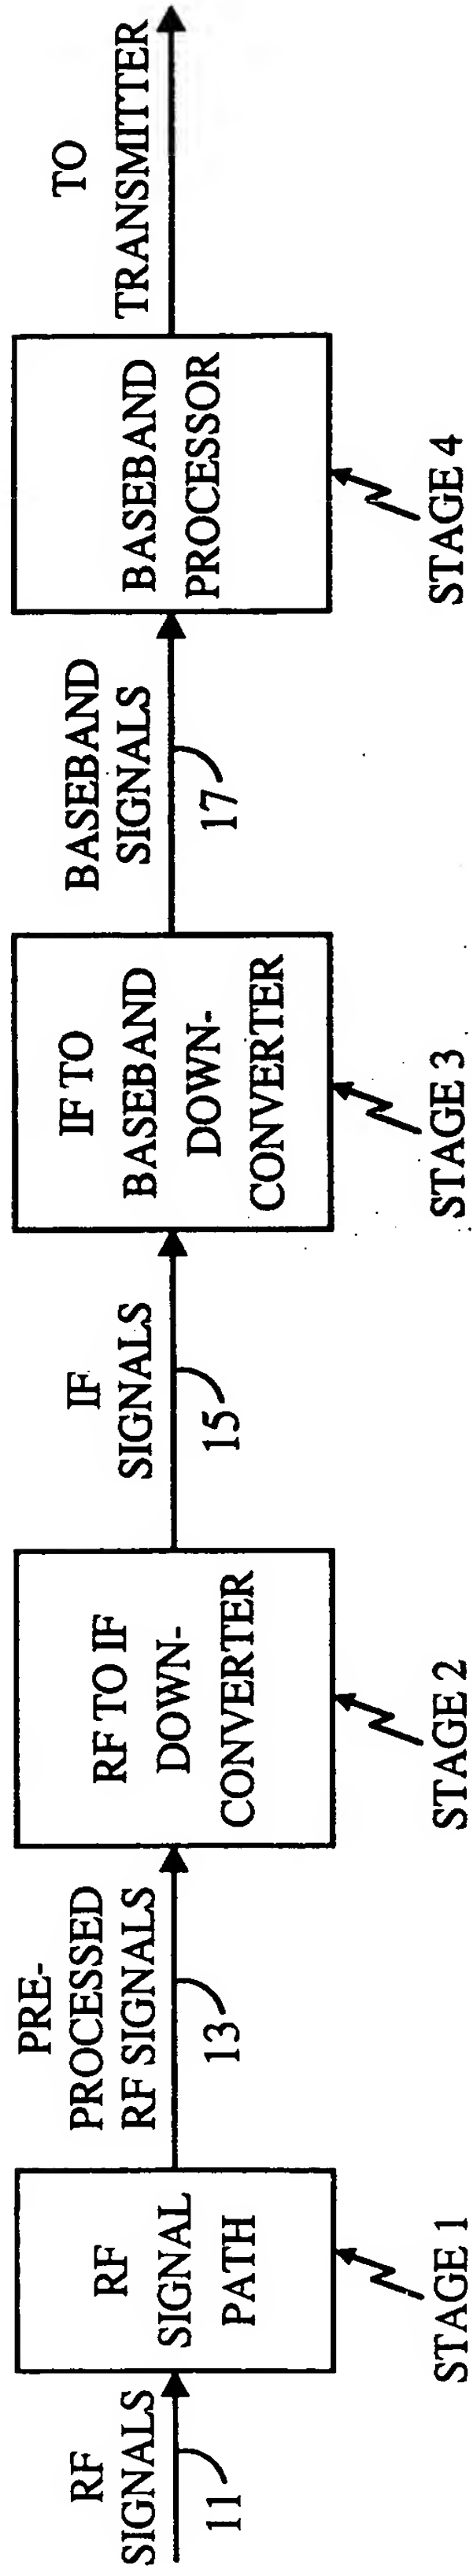 RF
SIGNALS
11
RF
SIGNAL
PATH
STAGE 1
PRE-
PROCESSED
RF SIGNALS
13
RF TO IF
DOWN-
CONVERTER
STAGE 2
IF
SIGNALS
15
IF TO
BASEBAND
DOWN-
CONVERTER
STAGE 3
BASEBAND
SIGNALS
17
BASEBAND
PROCESSOR
STAGE 4
TO
TRANSMITTER